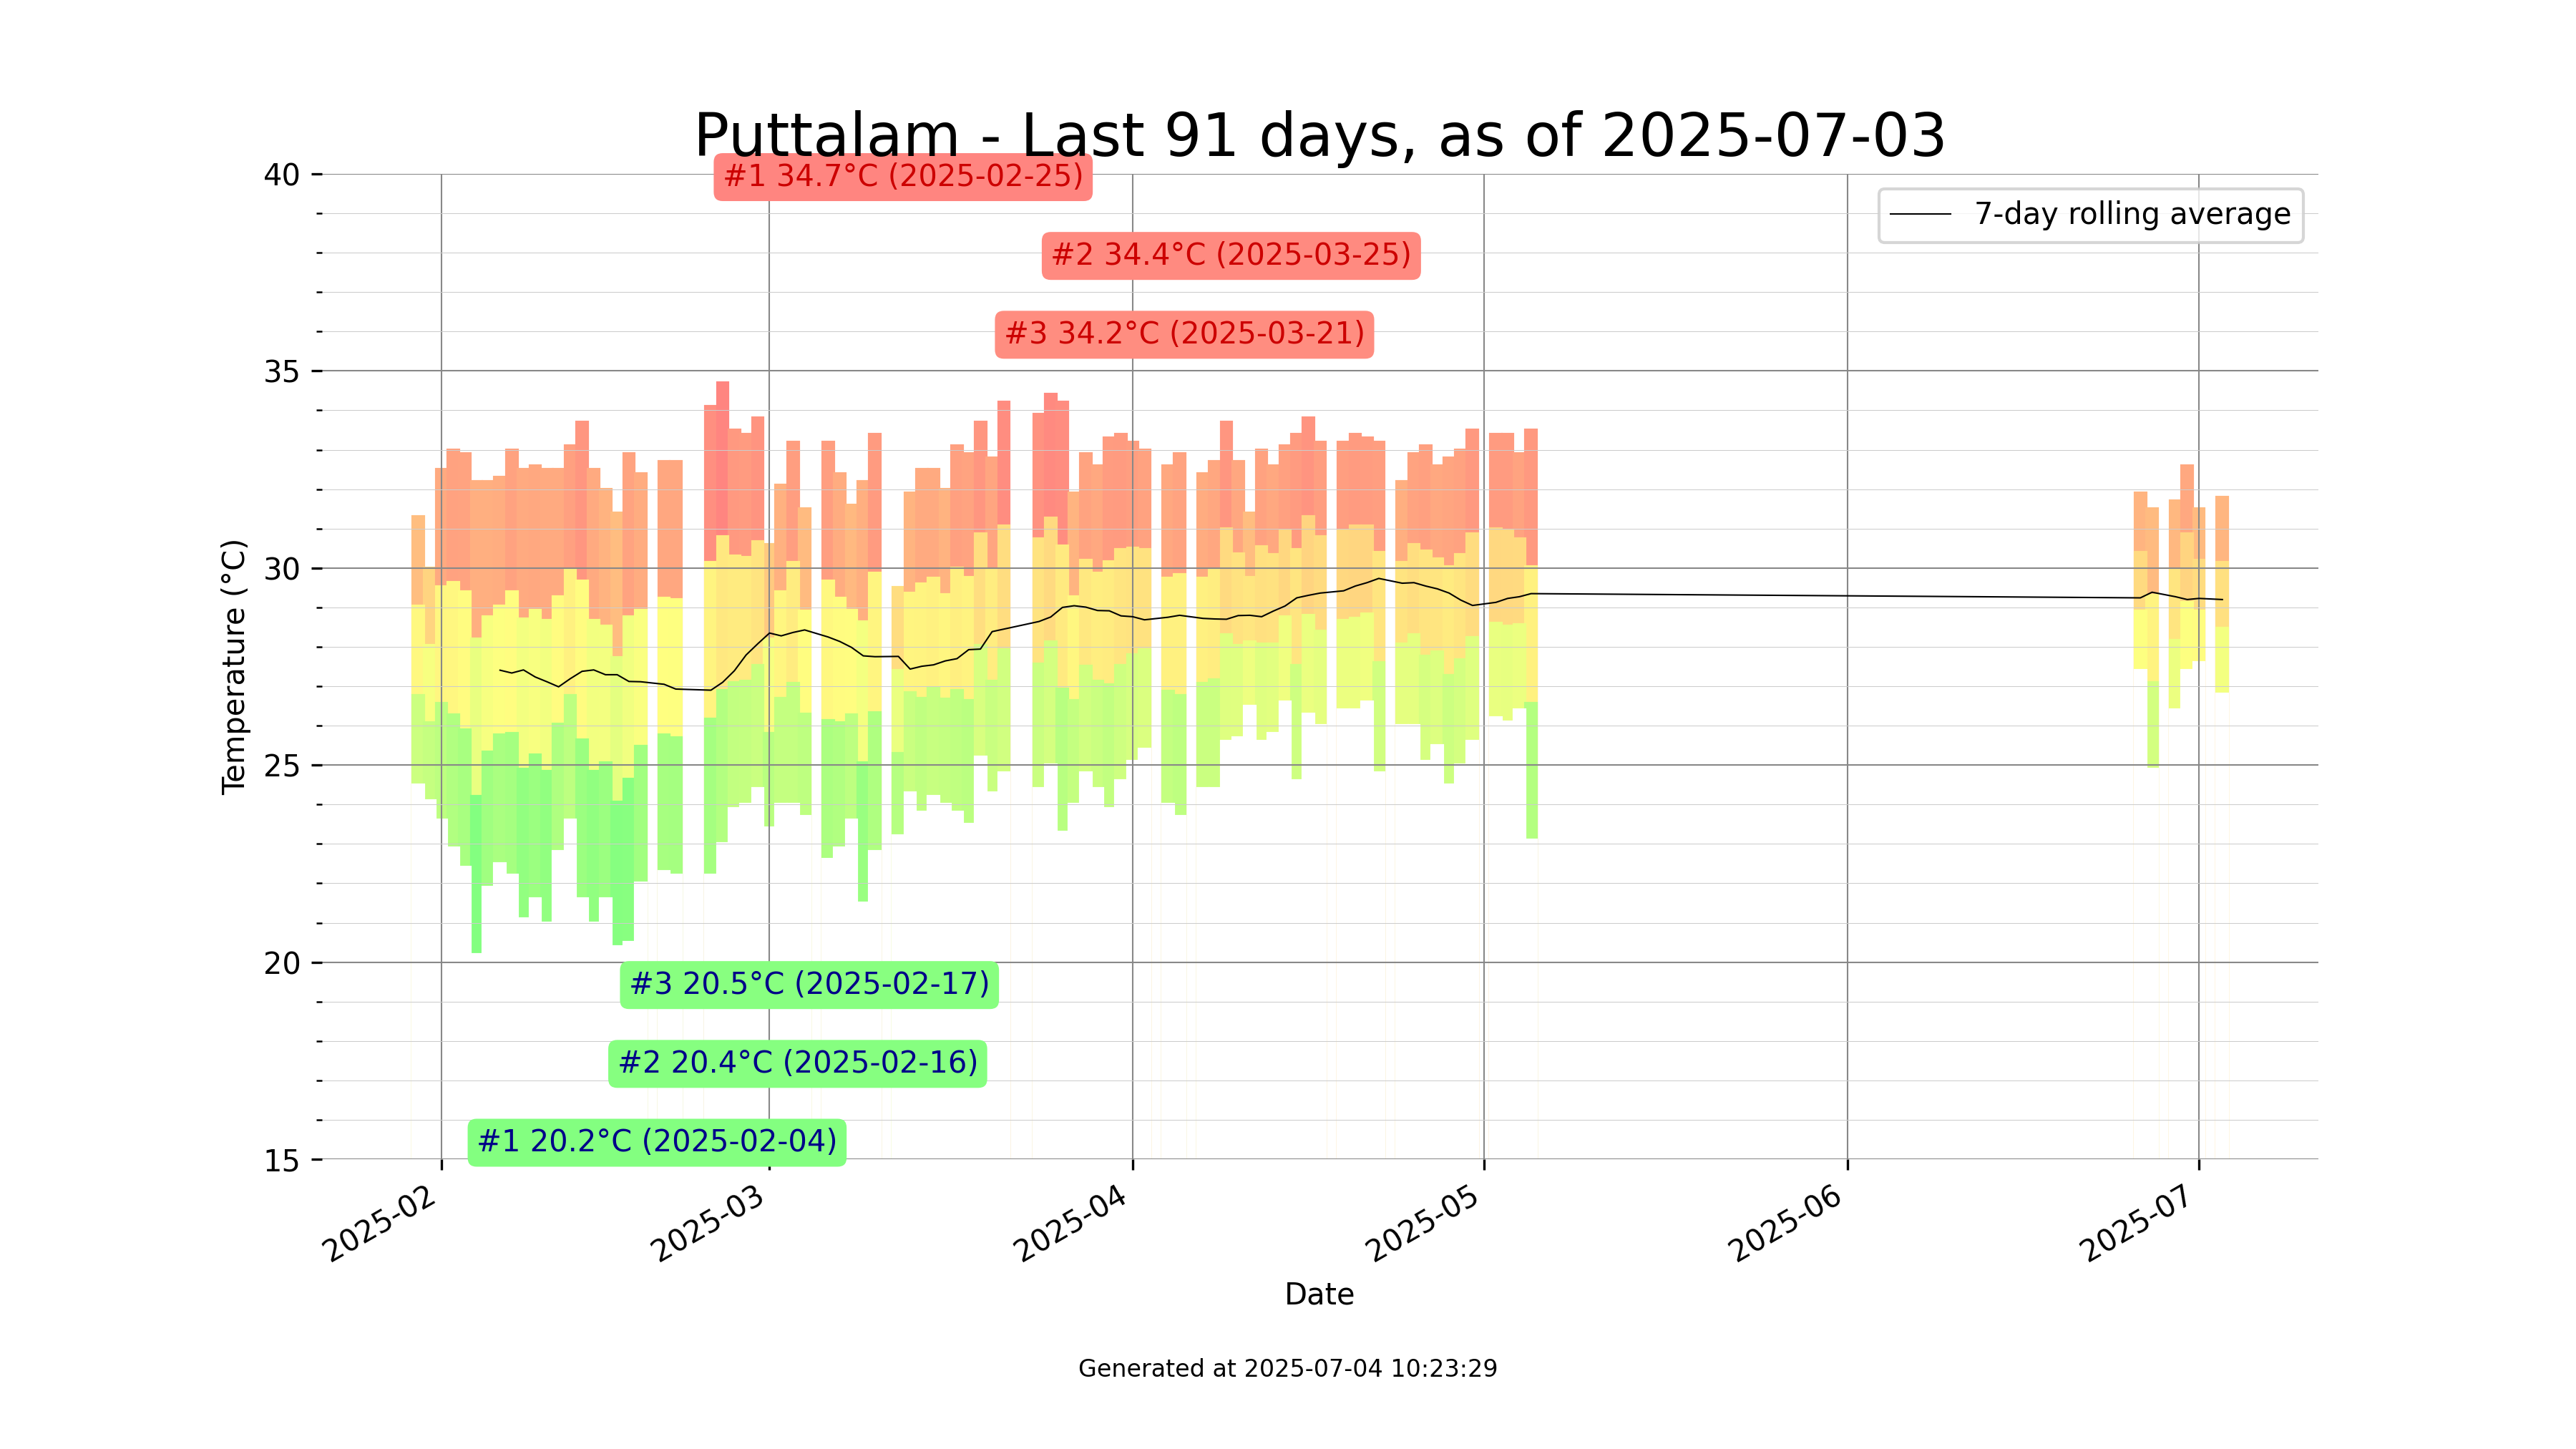 Puttalam - Last 91 days, as of 2025-07-03
#1 34.7°C (2025-02-25)
#2 34.4°C (2025-03-25)
#3 34.2°C (2025-03-21)
7-day rolling average
Temperature (°C)
40
35
30
25
20
15
#3 20.5°C (2025-02-17)
#2 20.4°C (2025-02-16)
#1 20.2°C (2025-02-04)
2025-02
2025-03
2025-04
2025-05
2025-06
2025-07
Date
Generated at 2025-07-04 10:23:29